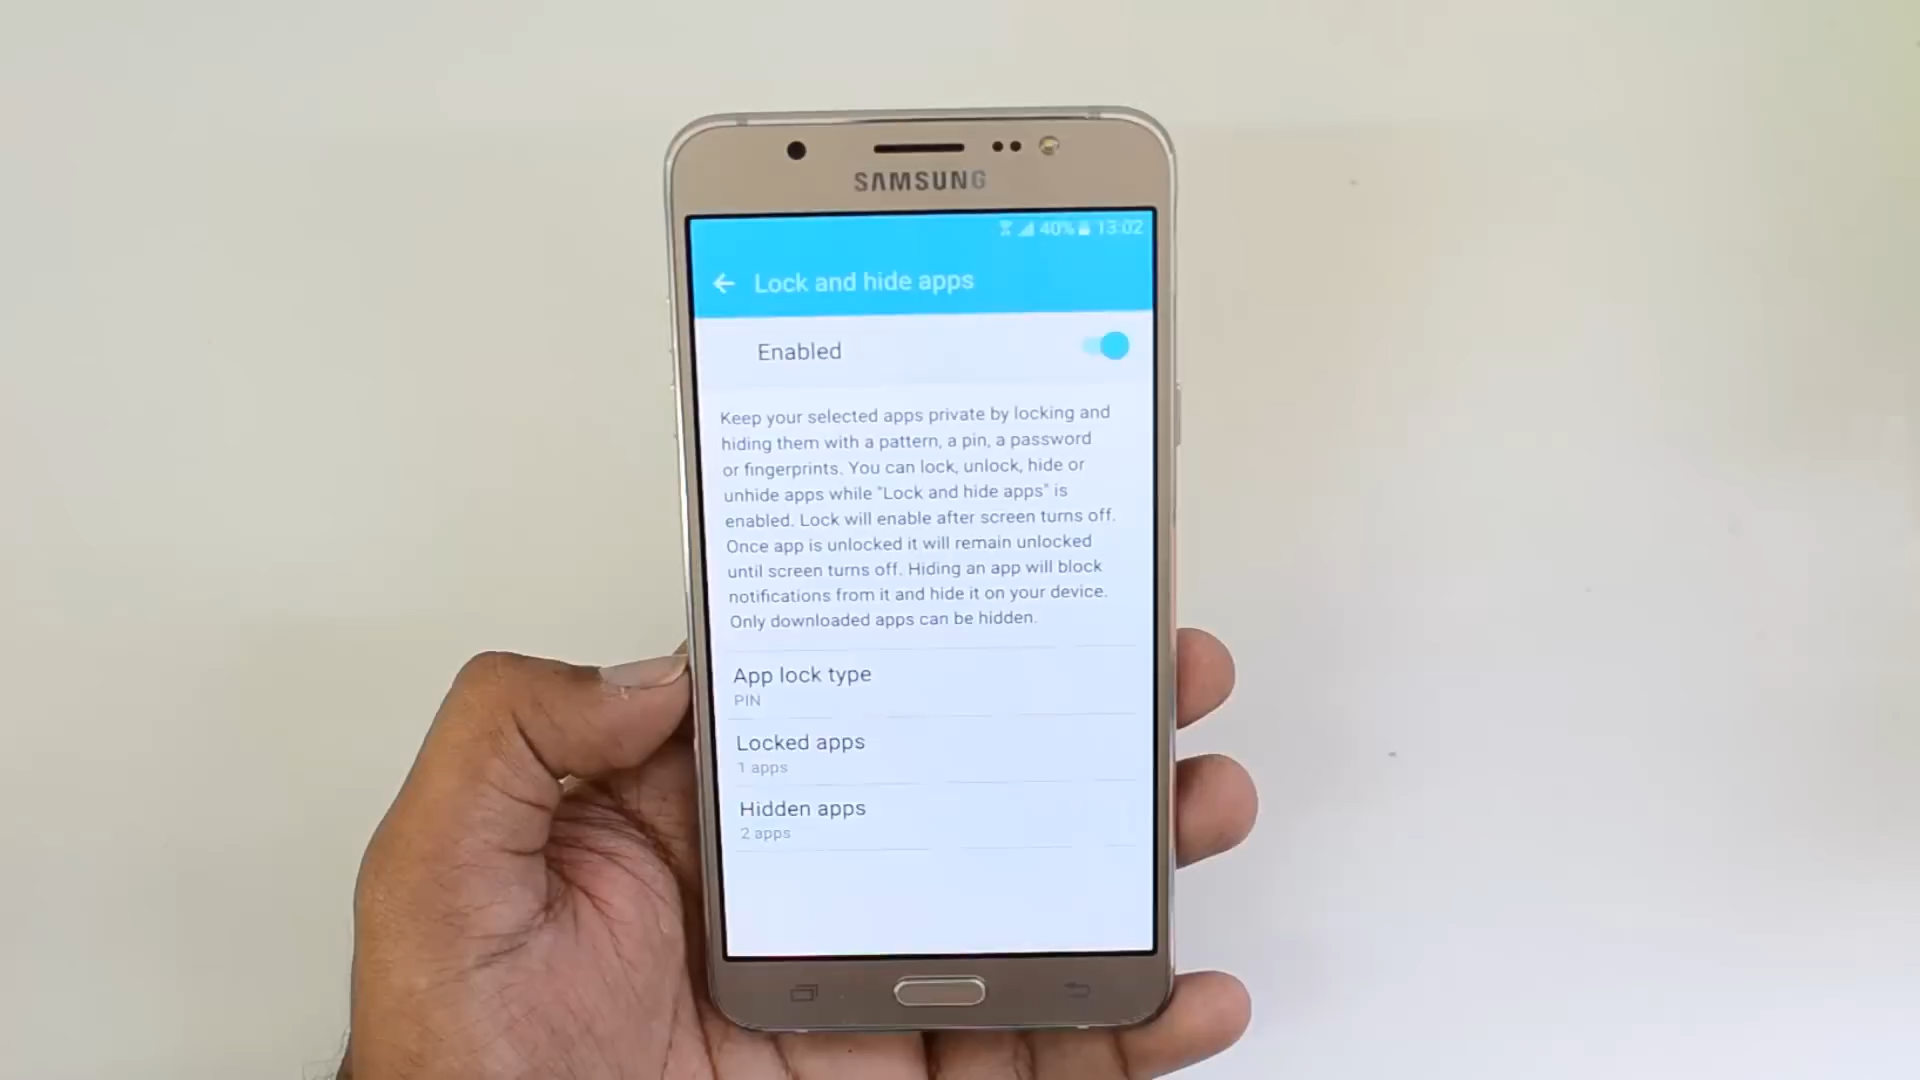 SAMSUNG
40% 13:02
Lock and hide apps
Enabled
Keep your selected apps private by locking and
hiding them with a pattern, a pin, a password
or fingerprints. You can lock, unlock, hide or
unhide apps while "Lock and hide apps" is
enabled. Lock will enable after screen turns off.
Once app is unlocked it will remain unlocked
until screen turns off. Hiding an app will block
notifications from it and hide it on your device.
Only downloaded apps can be hidden.
App lock type
PIN
Locked apps
1 apps
Hidden apps
2 apps